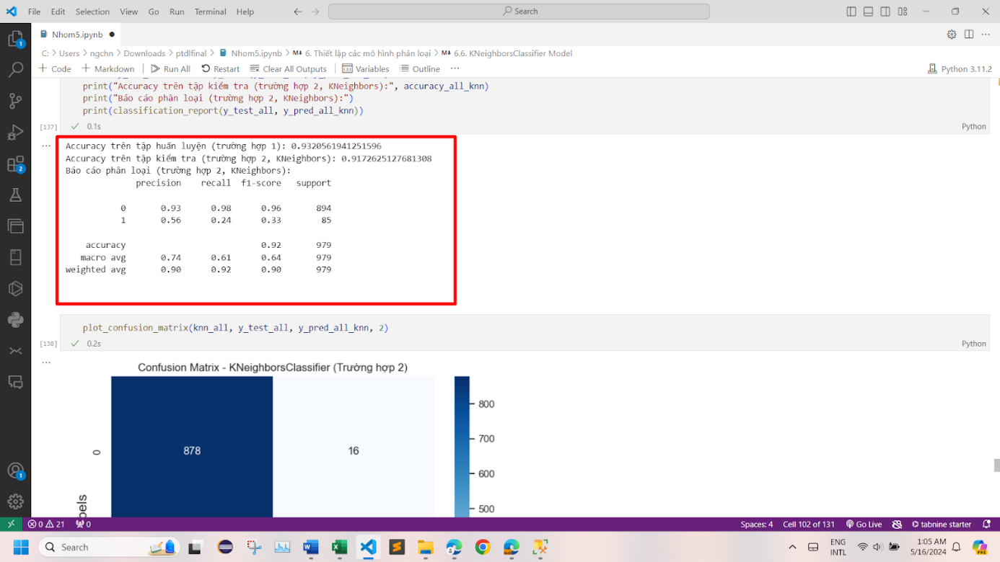 File Edit Selection View Go Run Terminal Help
Search
Nhom5.ipynb
C: > Users > ngchn > Downloads > ptdlfinal > Nhom5.ipynb > M↓ 6. Thiết lập các mô hình phân loại > M↓ 6.6. KNeighborsClassifier Model
+ Code + Markdown Run All Restart Clear All Outputs Variables Outline ... Python 3.11.2
print("Accuracy trên tập kiểm tra (trường hợp 2, KNeighbors):", accuracy_all_knn)
print("Báo cáo phân loại (trường hợp 2, KNeighbors):")
print(classification_report(y_test_all, y_pred_all_knn))
[137] ✓ 0.1s Python
Accuracy trên tập huấn luyện (trường hợp 1): 0.9320561941251596
Accuracy trên tập kiểm tra (trường hợp 2, KNeighbors): 0.9172625127681308
Báo cáo phân loại (trường hợp 2, KNeighbors):
precision recall f1-score support
0 0.93 0.98 0.96 894
1 0.56 0.24 0.33 85
accuracy 0.92 979
macro avg 0.74 0.61 0.64 979
weighted avg 0.90 0.92 0.90 979
plot_confusion_matrix(knn_all, y_test_all, y_pred_all_knn, 2)
[138] ✓ 0.2s Python
Confusion Matrix - KNeighborsClassifier (Trường hợp 2)
800
700
0 878 16
600
500
1
2
1
0 21 0 Spaces: 4 Cell 102 of 131 Go Live tabnine starter
Search
ENG
INTL
1:05 AM
5/16/2024
PRE